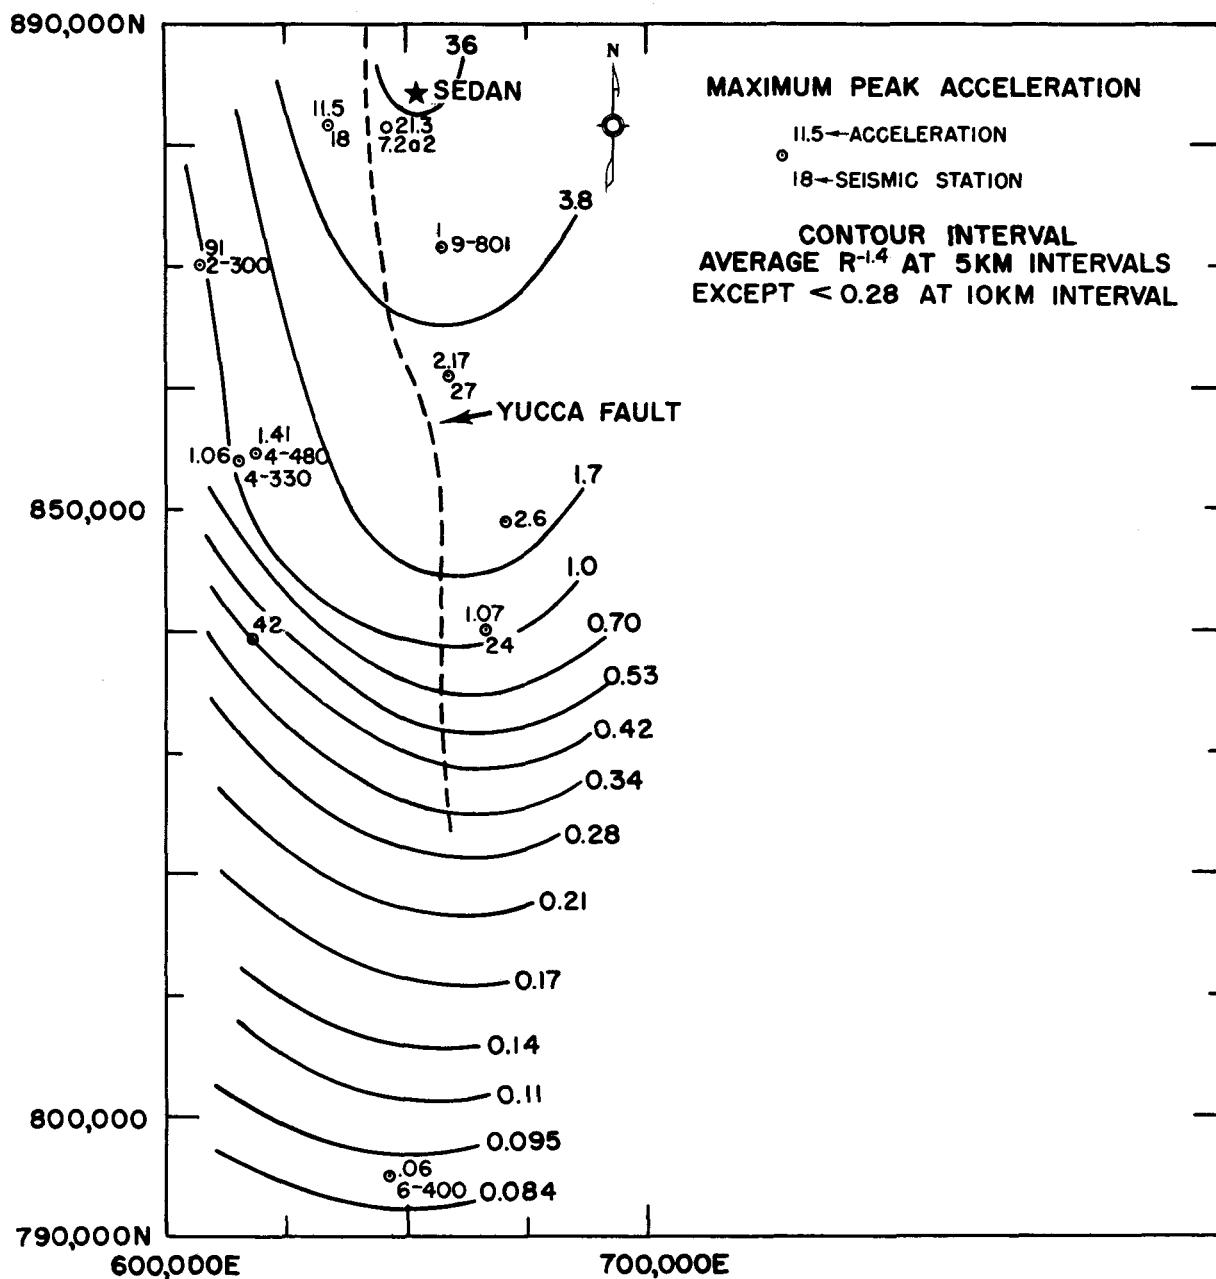 890,000N
36
N
SEDAN
MAXIMUM PEAK ACCELERATION
11.5
18
21.3
7.2a2
11.5←ACCELERATION
18←SEISMIC STATION
3.8
1
9-801
CONTOUR INTERVAL
AVERAGE R-1.4 AT 5KM INTERVALS
EXCEPT < 0.28 AT 10KM INTERVAL
.91
2-300
2.17
27
YUCCA FAULT
1.41
1.06
4-480
4-330
1.7
850,000
2.6
1.0
1.07
24
.42
0.70
0.53
0.42
0.34
0.28
0.21
0.17
0.14
0.11
800,000
0.095
.06
6-400
0.084
790,000N
600,000E
700,000E